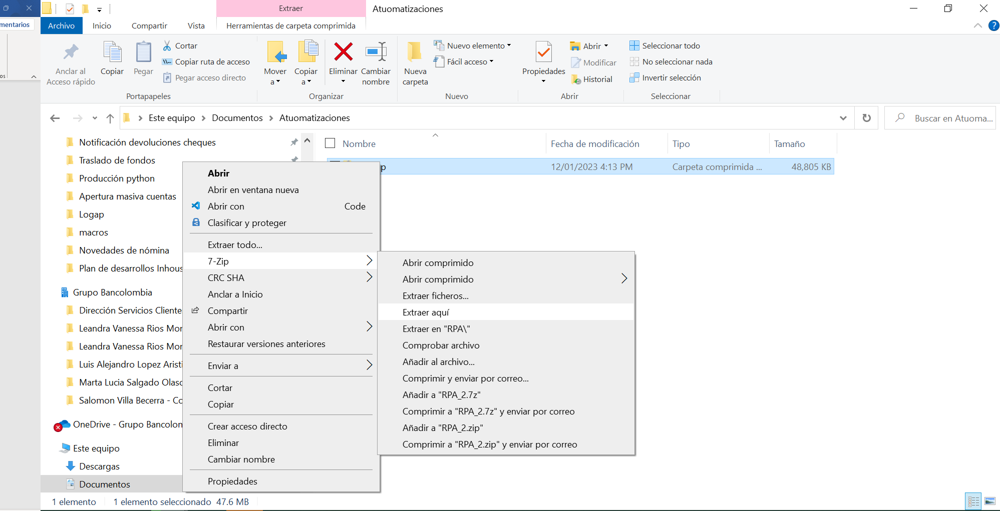 Extraer
Atuomatizaciones
mentarios
Archivo
Inicio
Compartir
Vista
Herramientas de carpeta comprimida
Anclar al
Acceso rápido
Copiar
Pegar
Cortar
Copiar ruta de acceso
Pegar acceso directo
Portapapeles
Mover
a
Copiar
a
Eliminar
Cambiar
nombre
Organizar
Nueva
carpeta
Nuevo elemento
Fácil acceso
Nuevo
Propiedades
Abrir
Modificar
Historial
Abrir
Seleccionar todo
No seleccionar nada
Invertir selección
Seleccionar
os
Este equipo
Documentos
Atuomatizaciones
Buscar en Atuoma...
Notificación devoluciones cheques
Traslado de fondos
Producción python
Apertura masiva cuentas
Logap
macros
Novedades de nómina
Plan de desarrollos Inhous
Grupo Bancolombia
Dirección Servicios Cliente
Leandra Vanessa Rios Mor
Leandra Vanessa Rios Mor
Luis Alejandro Lopez Aristi
Marta Lucia Salgado Olasc
Salomon Villa Becerra - Co
OneDrive - Grupo Bancolom
Este equipo
Descargas
Documentos
Nombre
Fecha de modificación
Tipo
Tamaño
p
12/01/2023 4:13 PM
Carpeta comprimida ...
48,805 KB
Abrir
Abrir en ventana nueva
Abrir con
Code
Clasificar y proteger
Extraer todo...
7-Zip
CRC SHA
Anclar a Inicio
Compartir
Abrir con
Restaurar versiones anteriores
Enviar a
Cortar
Copiar
Crear acceso directo
Eliminar
Cambiar nombre
Propiedades
Abrir comprimido
Abrir comprimido
Extraer ficheros...
Extraer aquí
Extraer en "RPA\"
Comprobar archivo
Añadir al archivo...
Comprimir y enviar por correo...
Añadir a "RPA_2.7z"
Comprimir a "RPA_2.7z" y enviar por correo
Añadir a "RPA_2.zip"
Comprimir a "RPA_2.zip" y enviar por correo
1 elemento
1 elemento seleccionado 47.6 MB